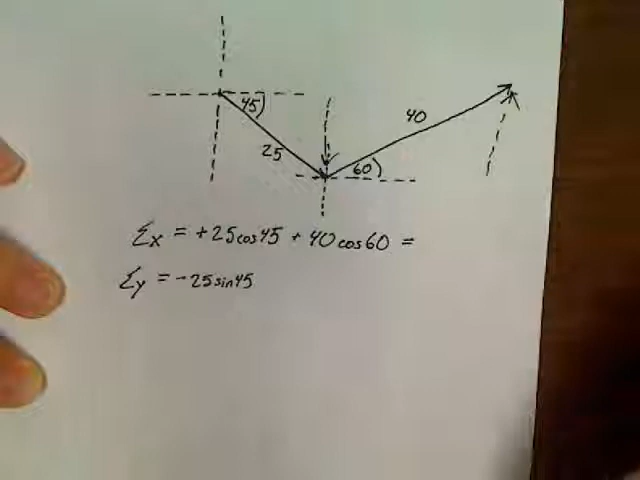 45
40
25
60
Σx = +25cos45 + 40cos60 =
Σy = -25sin45